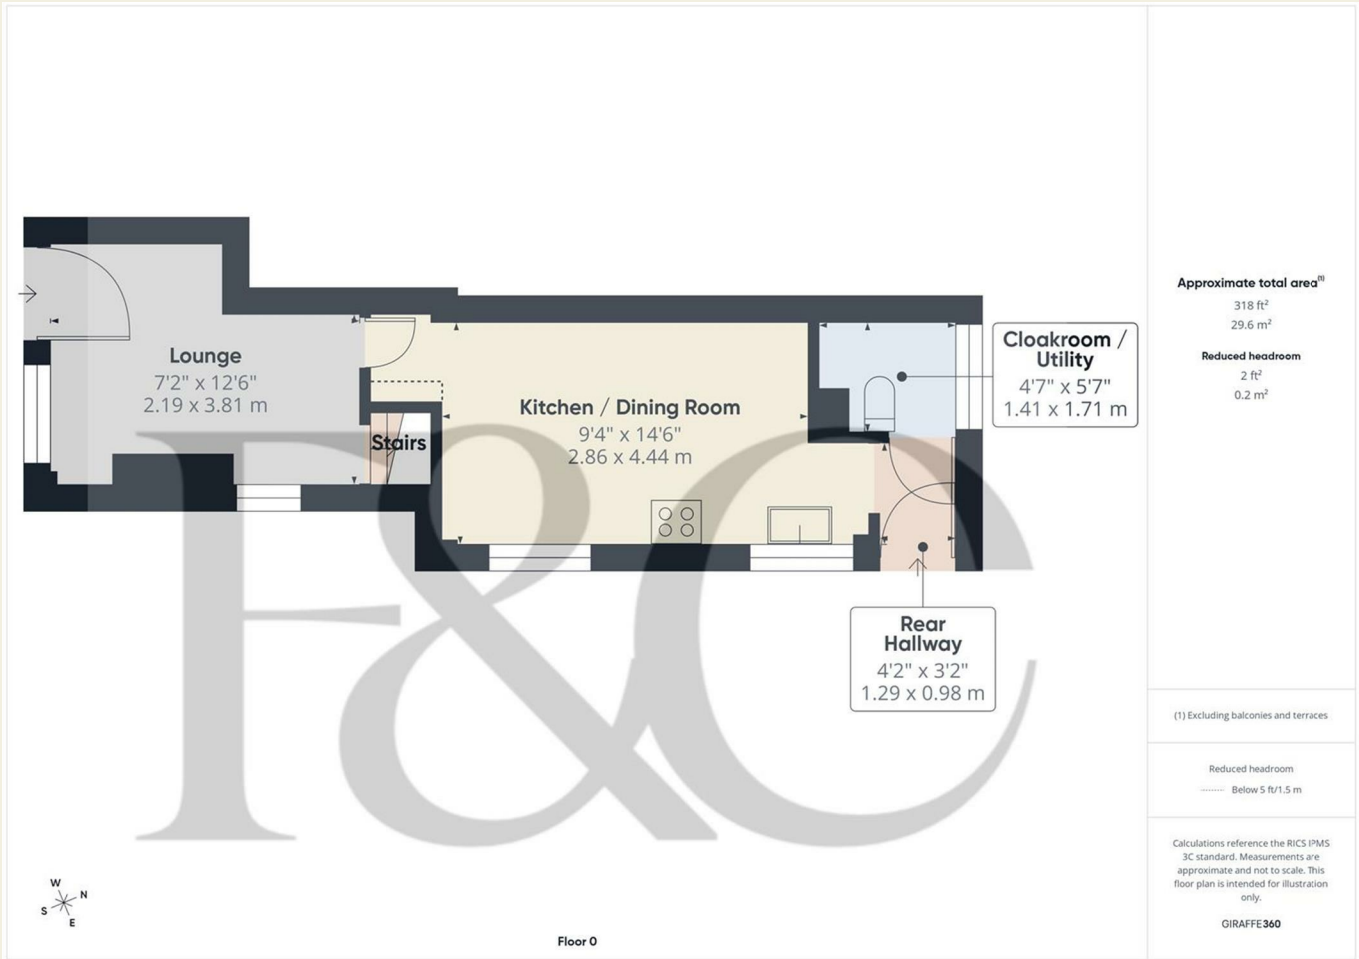 Lounge
7'2" x 12'6"
2.19 x 3.81 m
Stairs
Kitchen / Dining Room
9'4" x 14'6"
2.86 x 4.44 m
Cloakroom /
Utility
4'7" x 5'7"
1.41 x 1.71 m
Rear
Hallway
4'2" x 3'2"
1.29 x 0.98 m
F&C
W
N
S
E
Floor 0
Approximate total area(1)
318 ft²
29.6 m²
Reduced headroom
2 ft²
0.2 m²
(1) Excluding balconies and terraces
Reduced headroom
Below 5 ft/1.5 m
Calculations reference the RICS IPMS
3C standard. Measurements are
approximate and not to scale. This
floor plan is intended for illustration
only.
GIRAFFE360